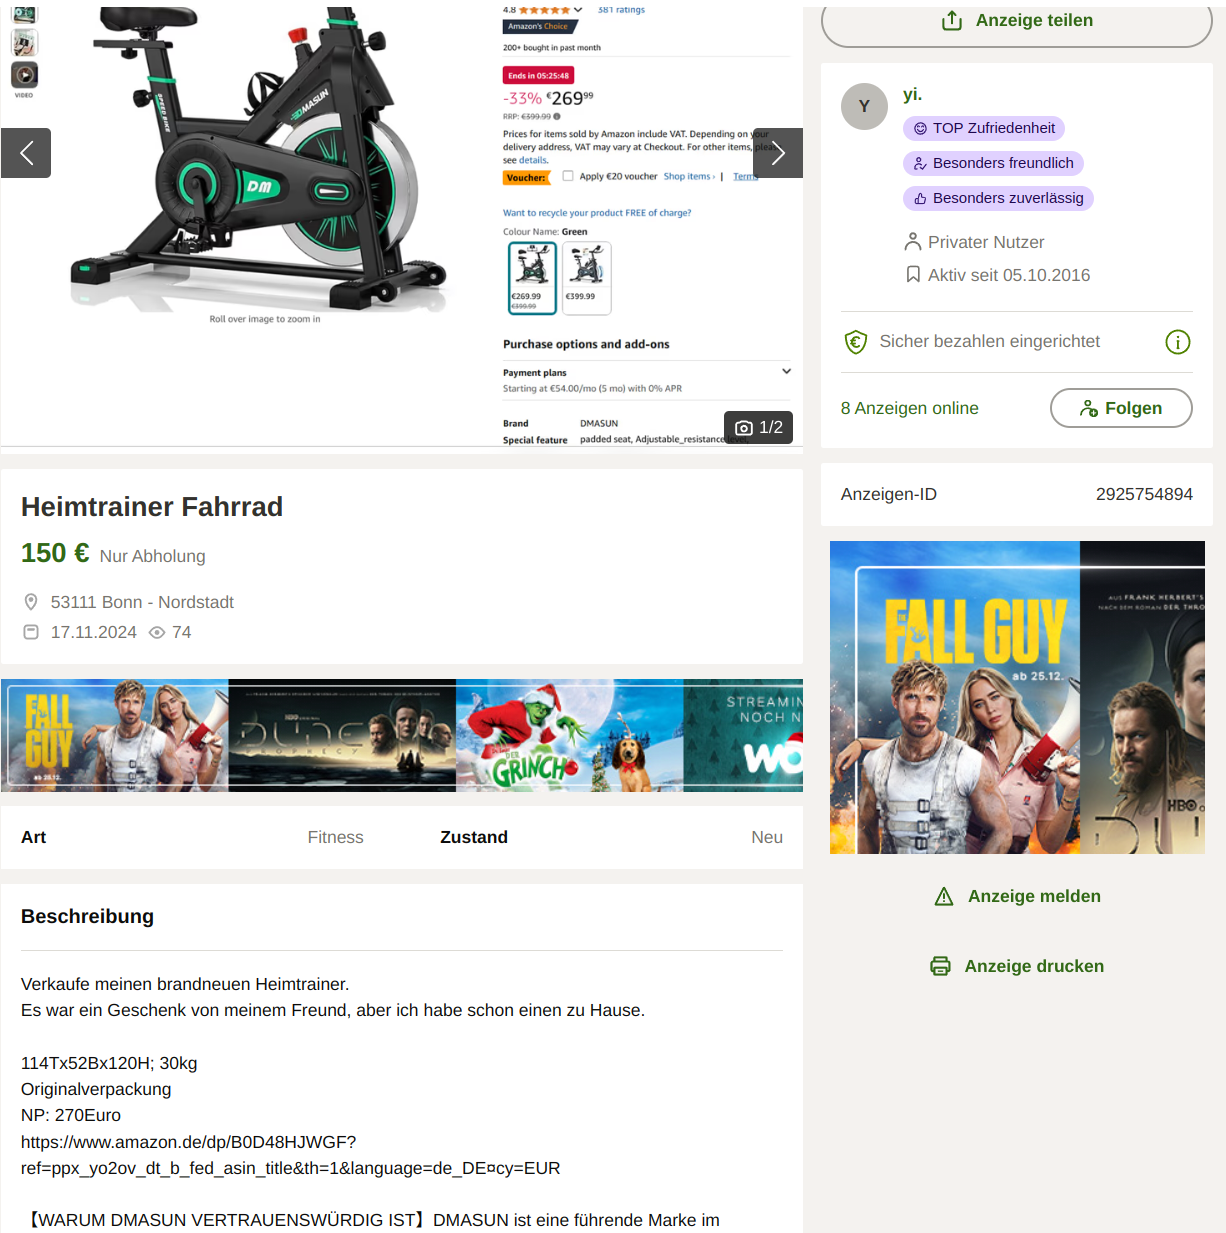 4.8
381 ratings
Amazon's Choice
200+ bought in past month
Ends in 05:25:48
-33% €269⁹⁹
RRP: €399.99
Prices for items sold by Amazon include VAT. Depending on your
delivery address, VAT may vary at Checkout. For other items, please
see details.
Voucher: Apply €20 voucher Shop items › | Terms
Want to recycle your product FREE of charge?
Colour Name: Green
€269.99
€399.99
€399.99
Purchase options and add-ons
Payment plans
Starting at €54.00/mo (5 mo) with 0% APR
Brand DMASUN
Special feature padded seat, Adjustable_resistance level,
VIDEO
SPEED BIKE
DMASUN
DM
Roll over image to zoom in
1/2
Heimtrainer Fahrrad
150 € Nur Abholung
53111 Bonn - Nordstadt
17.11.2024 74
FALL
GUY
ab 25.12.
DUNE
PROPHECY
DER
GRINCH
STREAMIN
NOCH N
WO
Art Fitness Zustand Neu
Beschreibung
Verkaufe meinen brandneuen Heimtrainer.
Es war ein Geschenk von meinem Freund, aber ich habe schon einen zu Hause.
114Tx52Bx120H; 30kg
Originalverpackung
NP: 270Euro
https://www.amazon.de/dp/B0D48HJWGF?
ref=ppx_yo2ov_dt_b_fed_asin_title&th=1&language=de_DE¤cy=EUR
【WARUM DMASUN VERTRAUENSWÜRDIG IST】DMASUN ist eine führende Marke im
Anzeige teilen
Y
yi.
TOP Zufriedenheit
Besonders freundlich
Besonders zuverlässig
Privater Nutzer
Aktiv seit 05.10.2016
Sicher bezahlen eingerichtet
8 Anzeigen online
Folgen
Anzeigen-ID 2925754894
THE
FALL GUY
ab 25.12.
AUS FRANK HERBERT'S
NACH DEM ROMAN DER THRO
HBO O
DU
Anzeige melden
Anzeige drucken